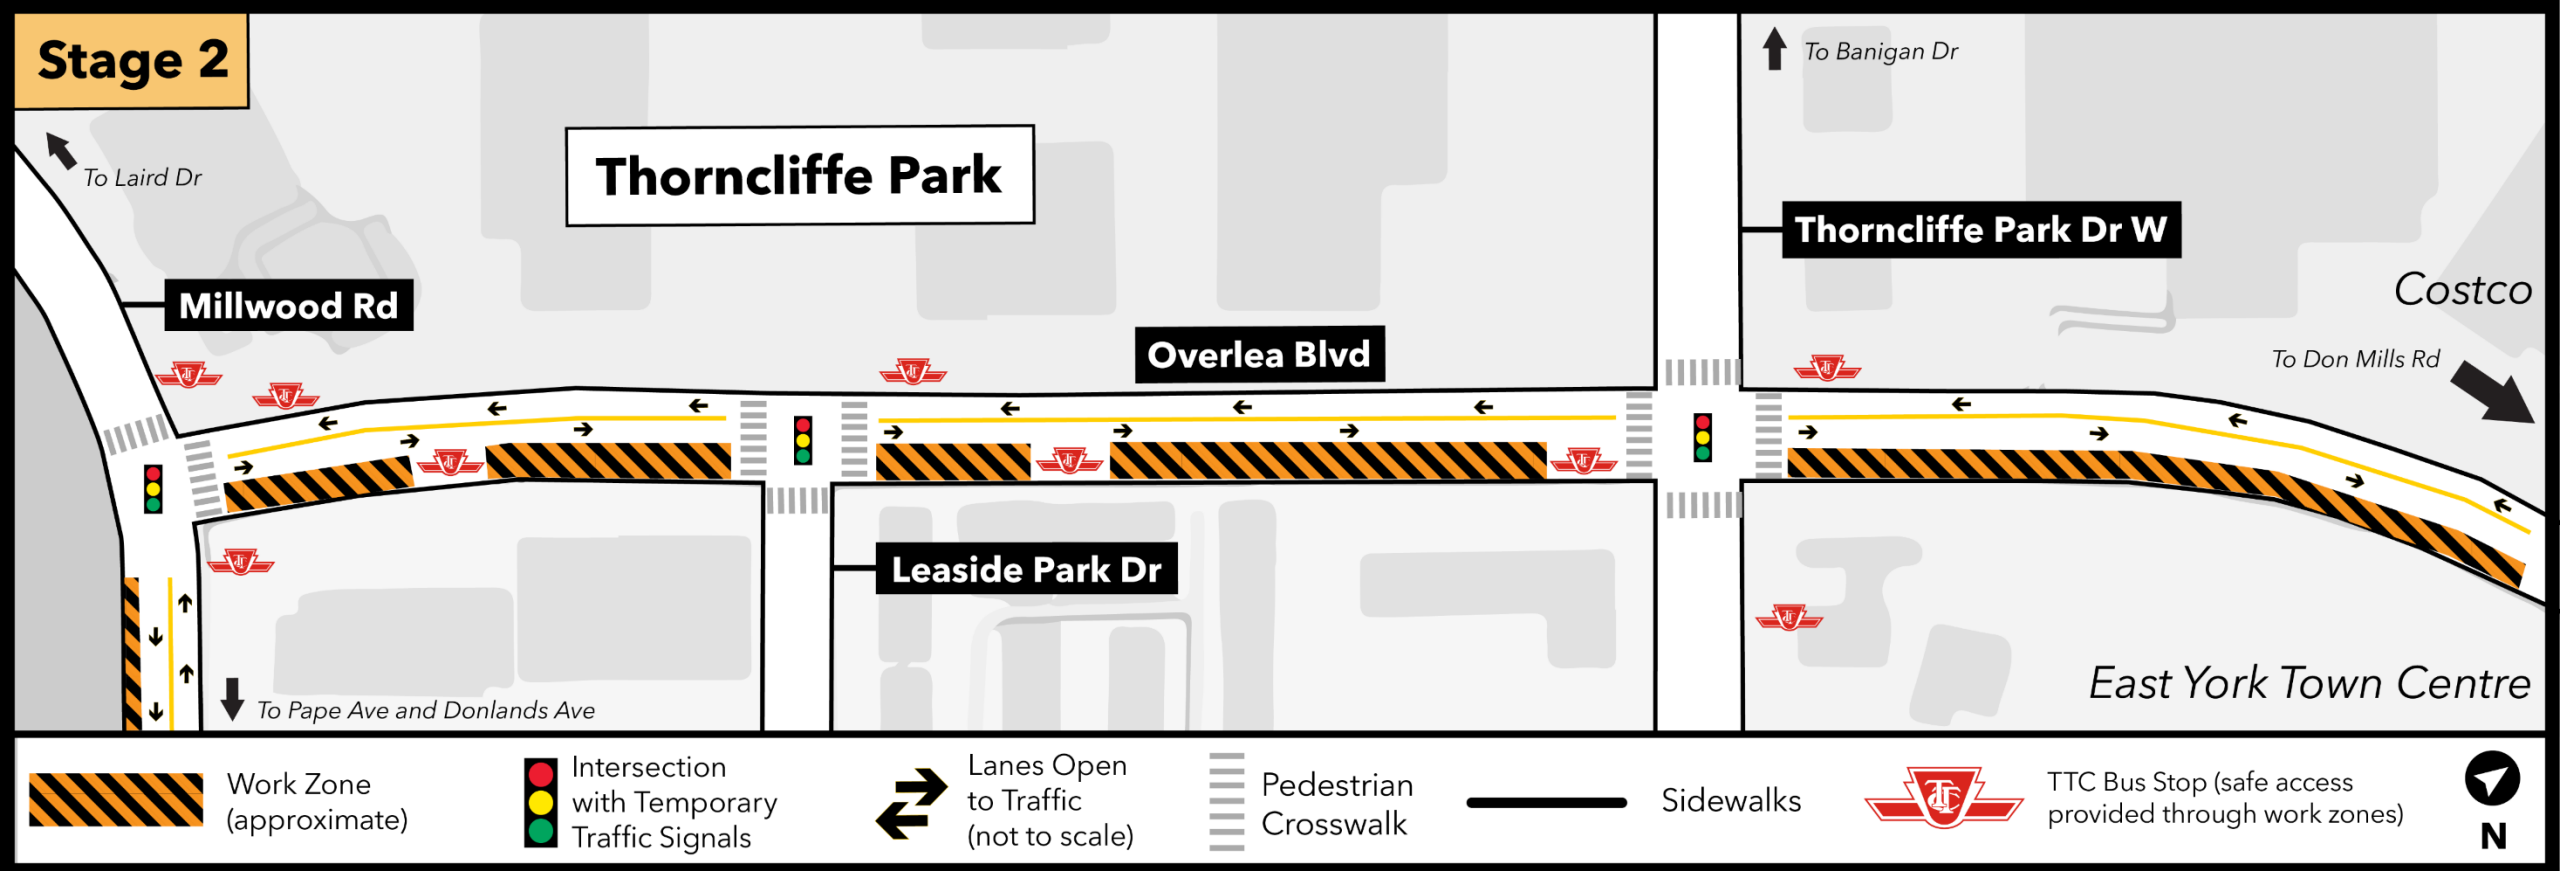 Stage 2
To Banigan Dr
To Laird Dr
Thorncliffe Park
Thorncliffe Park Dr W
Millwood Rd
Costco
Overlea Blvd
To Don Mills Rd
Leaside Park Dr
East York Town Centre
To Pape Ave and Donlands Ave
Work Zone
(approximate)
Intersection
with Temporary
Traffic Signals
Lanes Open
to Traffic
(not to scale)
Pedestrian
Crosswalk
Sidewalks
TTC
TTC Bus Stop (safe access
provided through work zones)
N